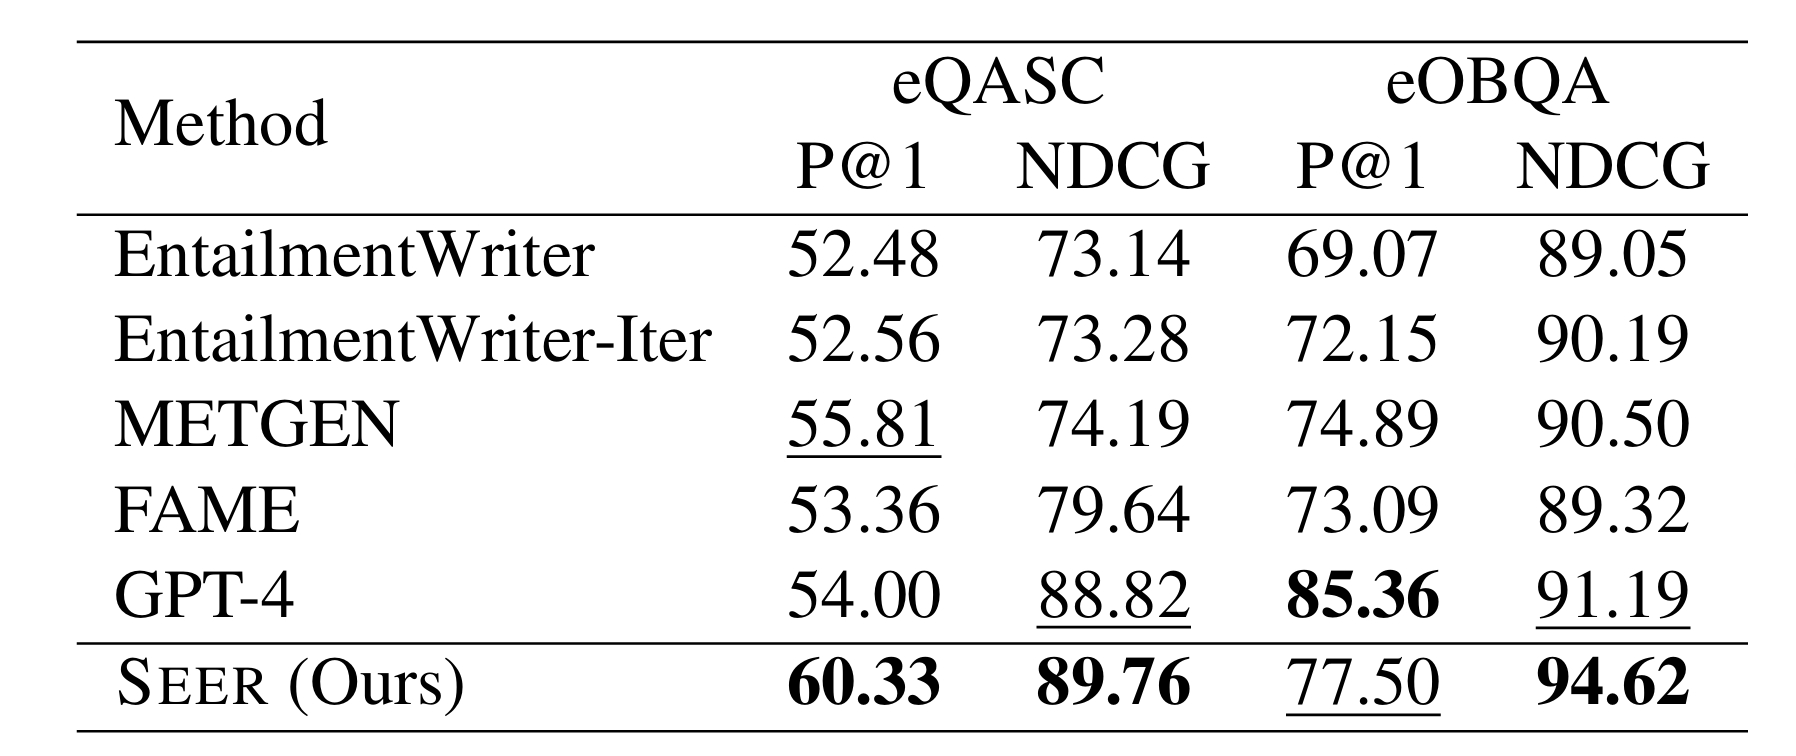 Method eQASC eOBQA
P@1 NDCG P@1 NDCG
EntailmentWriter 52.48 73.14 69.07 89.05
EntailmentWriter-Iter 52.56 73.28 72.15 90.19
METGEN 55.81 74.19 74.89 90.50
FAME 53.36 79.64 73.09 89.32
GPT-4 54.00 88.82 85.36 91.19
SEER (Ours) 60.33 89.76 77.50 94.62